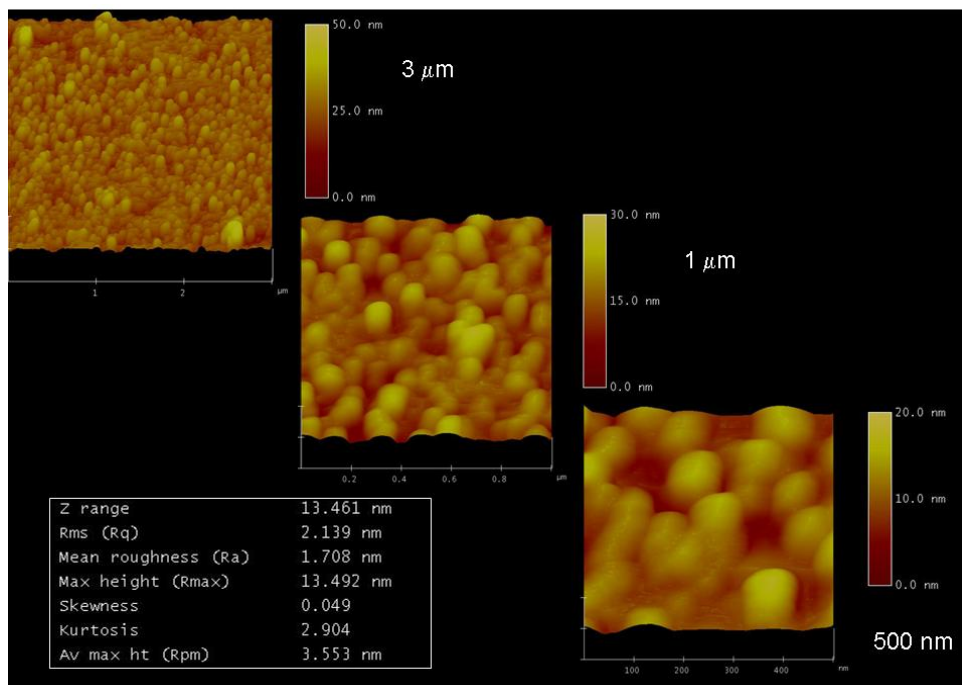 50.0 nm
3 μm
25.0 nm
0.0 nm
1 2 μm
30.0 nm
1 μm
15.0 nm
0.0 nm
0.2 0.4 0.6 0.8 μm
20.0 nm
10.0 nm
0.0 nm
500 nm
100 200 300 400 nm
Z range 13.461 nm
Rms (Rq) 2.139 nm
Mean roughness (Ra) 1.708 nm
Max height (Rmax) 13.492 nm
Skewness 0.049
Kurtosis 2.904
Av max ht (Rpm) 3.553 nm